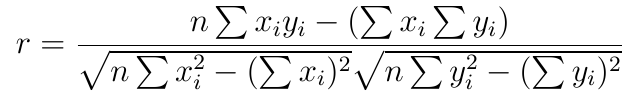 r = \frac{n\sum x_i y_i - (\sum x_i \sum y_i)}{\sqrt{n\sum x_i^2 - (\sum x_i)^2}\sqrt{n\sum y_i^2 - (\sum y_i)^2}}